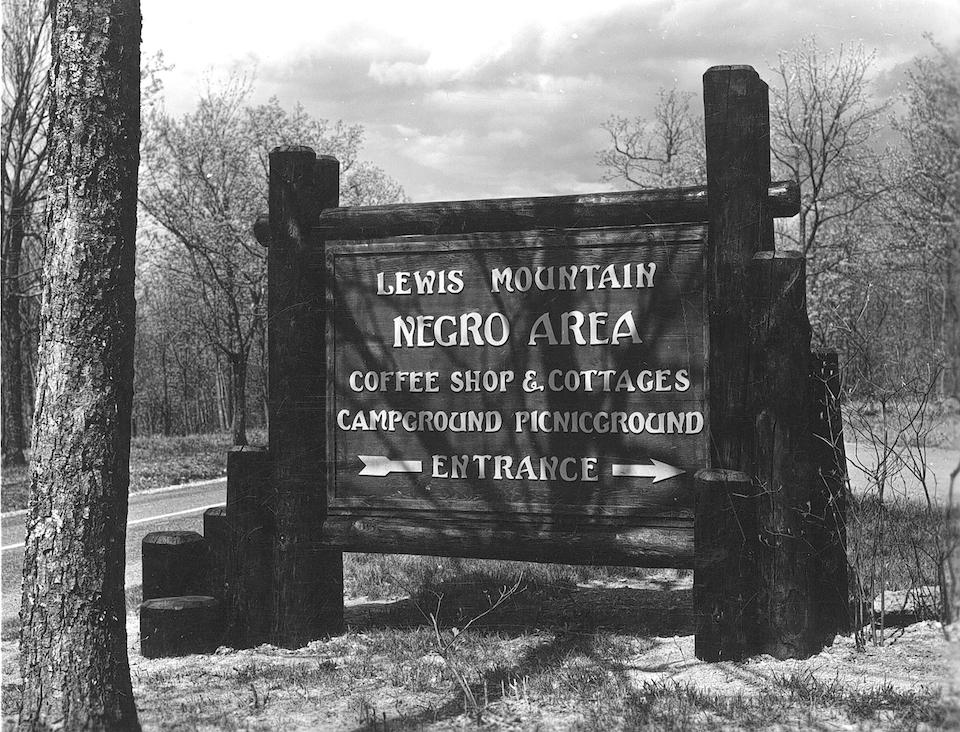 LEWIS MOUNTAIN
NEGRO AREA
COFFEE SHOP & COTTAGES
CAMPGROUND PICNICGROUND
ENTRANCE